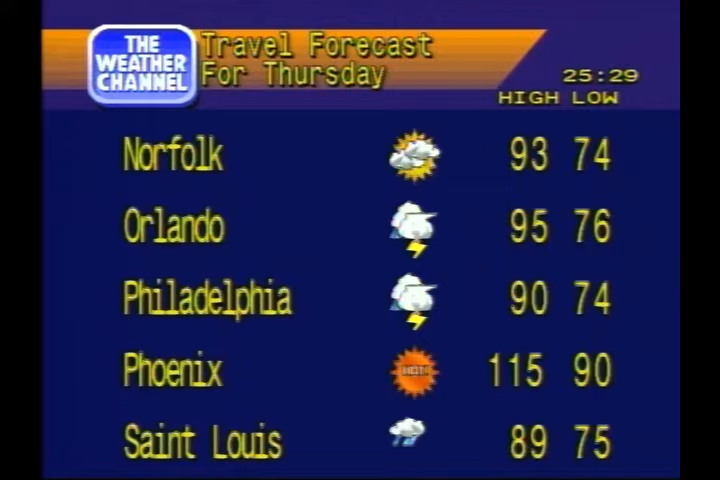 THE
WEATHER
CHANNEL
Travel Forecast
For Thursday
25:29
HIGH LOW
Norfolk 93 74
Orlando 95 76
Philadelphia 90 74
Phoenix HOT! 115 90
Saint Louis 89 75